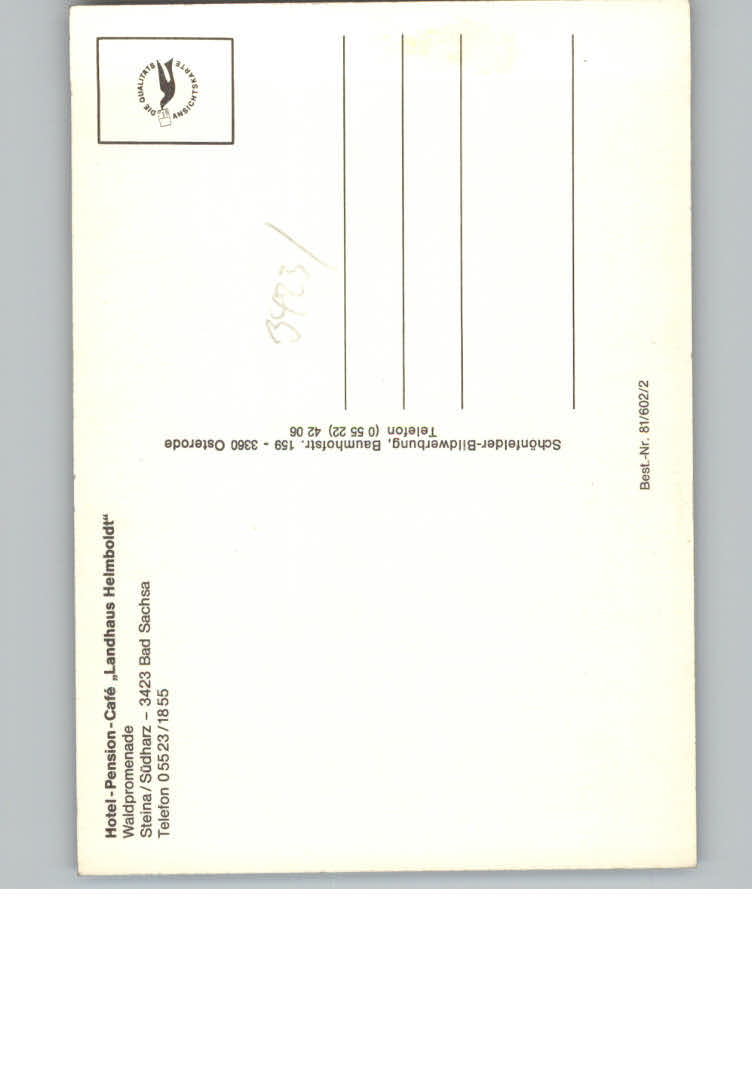 Hotel-Pension-Café „Landhaus Helmboldt“
Waldpromenade
Steina/Südharz – 3423 Bad Sachsa
Telefon 05523/1855
DIE QUALITÄTS
ANSICHTSKARTE
3423/
Schönfelder-Bildwerbung, Baumhofstr. 159 - 3360 Osterode
Telefon (0 55 22) 42 06
Best.-Nr. 81/602/2